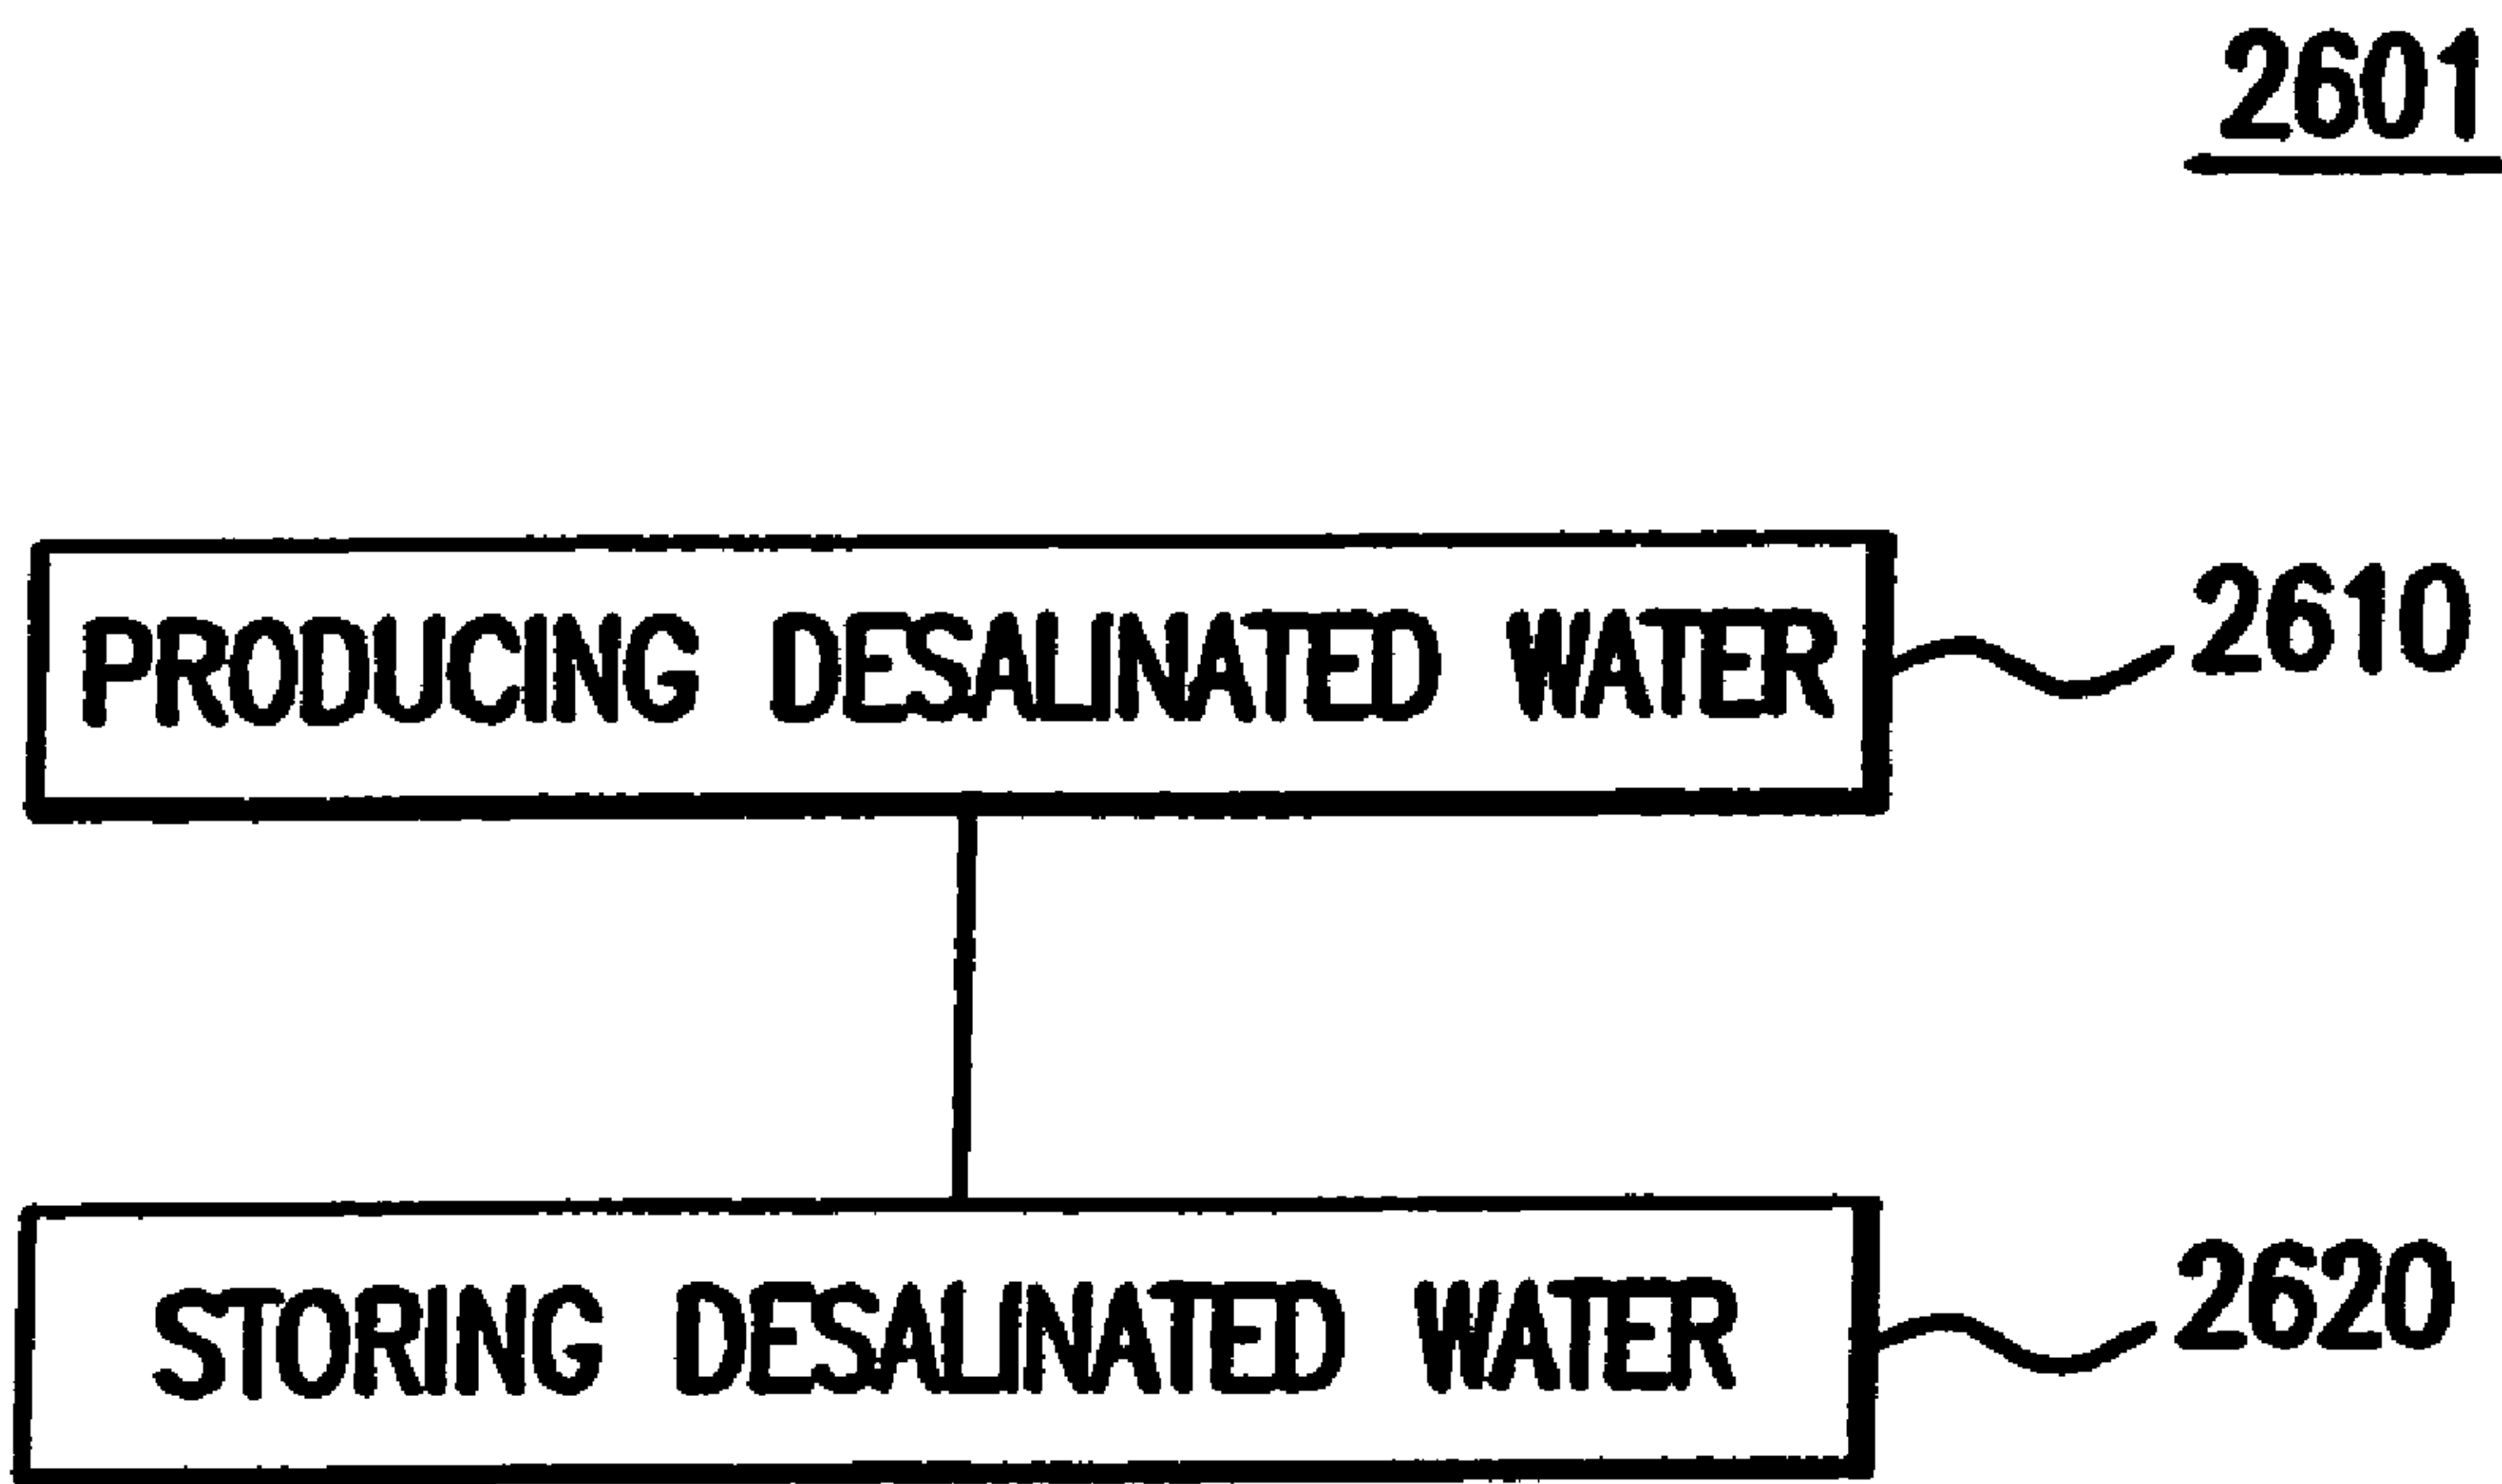 2601
PRODUCING DESALINATED WATER
2610
STORING DESALINATED WATER
2620